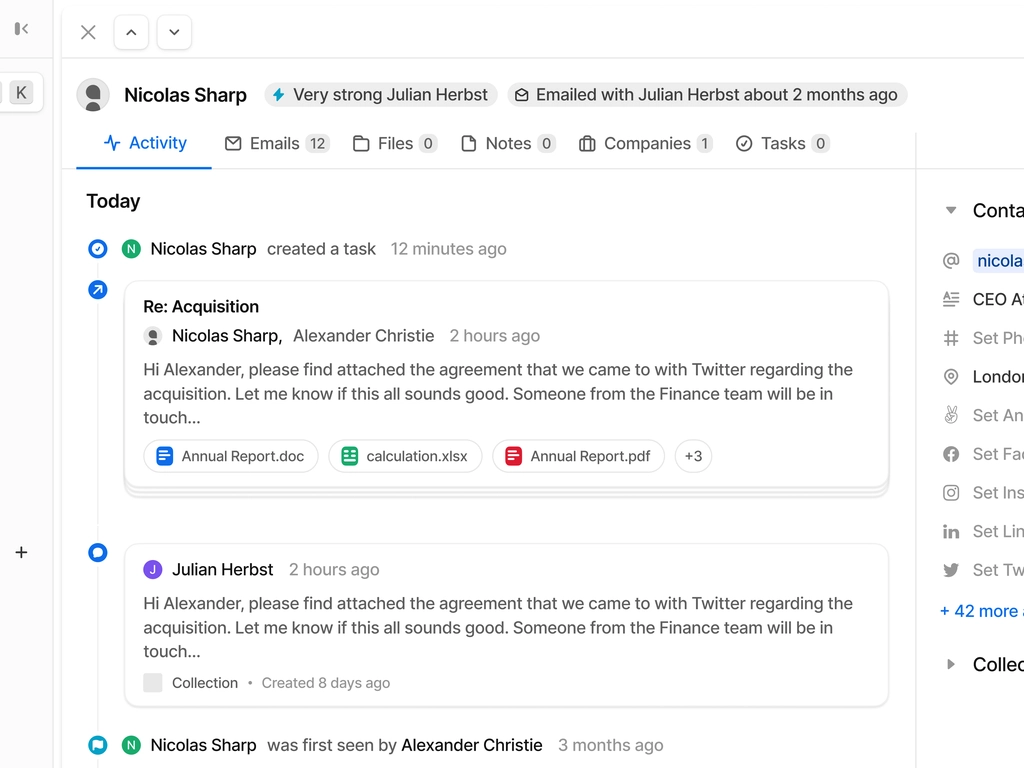 K
Nicolas Sharp Very strong Julian Herbst Emailed with Julian Herbst about 2 months ago
Activity Emails 12 Files 0 Notes 0 Companies 1 Tasks 0
Today
N Nicolas Sharp created a task 12 minutes ago
Re: Acquisition
Nicolas Sharp, Alexander Christie 2 hours ago
Hi Alexander, please find attached the agreement that we came to with Twitter regarding the
acquisition. Let me know if this all sounds good. Someone from the Finance team will be in
touch...
Annual Report.doc calculation.xlsx Annual Report.pdf +3
J Julian Herbst 2 hours ago
Hi Alexander, please find attached the agreement that we came to with Twitter regarding the
acquisition. Let me know if this all sounds good. Someone from the Finance team will be in
touch...
Collection • Created 8 days ago
N Nicolas Sharp was first seen by Alexander Christie 3 months ago
Conta
@ nicola
CEO At
Set Ph
London
Set An
Set Fac
Set Ins
Set Lin
Set Tw
+ 42 more a
Collec